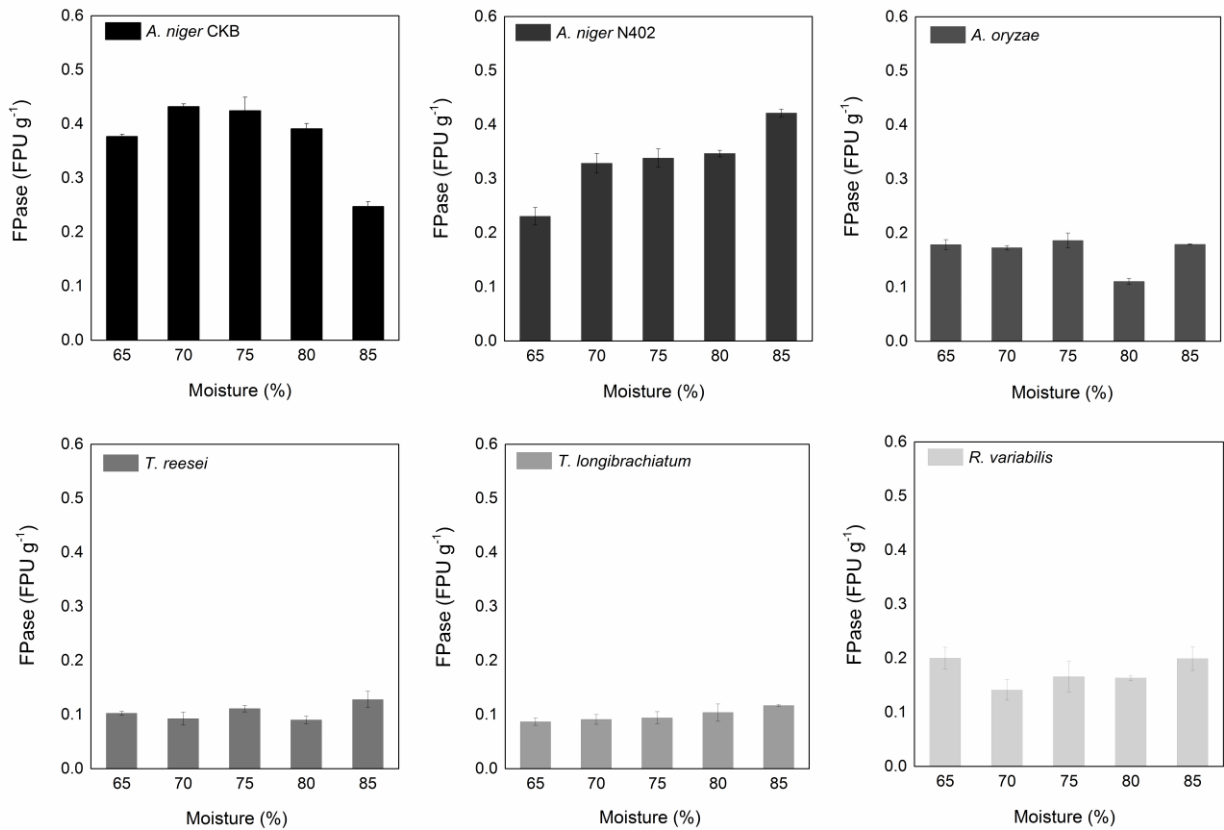 A. niger CKB
FPase (FPU g⁻¹)
0.6
0.5
0.4
0.3
0.2
0.1
0.0
65 70 75 80 85
Moisture (%)
A. niger N402
FPase (FPU g⁻¹)
0.6
0.5
0.4
0.3
0.2
0.1
0.0
65 70 75 80 85
Moisture (%)
A. oryzae
FPase (FPU g⁻¹)
0.6
0.5
0.4
0.3
0.2
0.1
0.0
65 70 75 80 85
Moisture (%)
T. reesei
FPase (FPU g⁻¹)
0.6
0.5
0.4
0.3
0.2
0.1
0.0
65 70 75 80 85
Moisture (%)
T. longibrachiatum
FPase (FPU g⁻¹)
0.6
0.5
0.4
0.3
0.2
0.1
0.0
65 70 75 80 85
Moisture (%)
R. variabilis
FPase (FPU g⁻¹)
0.6
0.5
0.4
0.3
0.2
0.1
0.0
65 70 75 80 85
Moisture (%)